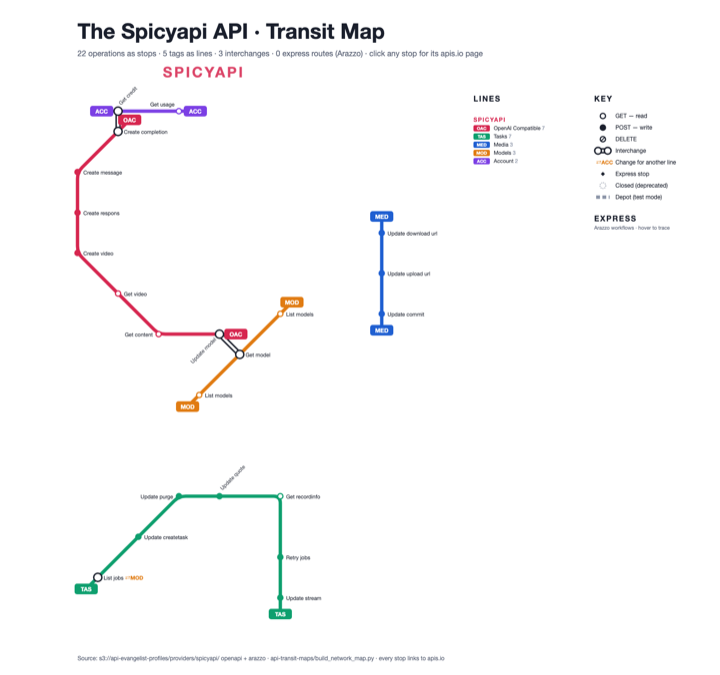 The Spicyapi API · Transit Map
22 operations as stops · 5 tags as lines · 3 interchanges · 0 express routes (Arazzo) · click any stop for its apis.io page
SPICYAPI
Get credit
Get usage
ACC
ACC
OAC
Create completion
Create message
Create respons
Create video
Get video
Get content
OAC
Update model
Get model
MOD
List models
List models
MOD
MED
Update download url
Update upload url
Update commit
MED
LINES
SPICYAPI
OAC OpenAI Compatible 7
TAS Tasks 7
MED Media 3
MOD Models 3
ACC Account 2
KEY
GET — read
POST — write
DELETE
Interchange
⇄ACC Change for another line
Express stop
Closed (deprecated)
Depot (test mode)
EXPRESS
Arazzo workflows · hover to trace
Update quote
Update purge
Get recordinfo
Update createtask
Retry jobs
List jobs ⇄MOD
TAS
Update stream
TAS
Source: s3://api-evangelist-profiles/providers/spicyapi/ openapi + arazzo · api-transit-maps/build_network_map.py · every stop links to apis.io